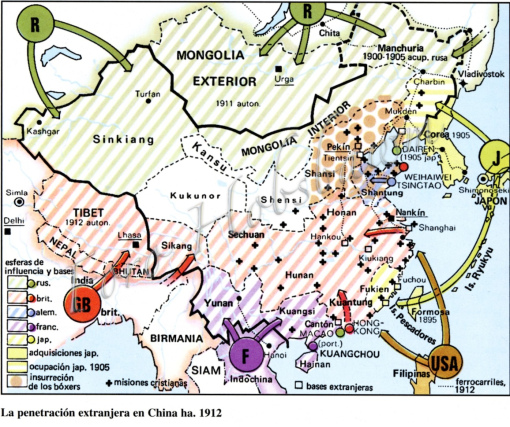 R
R
Chita
MONGOLIA
EXTERIOR
Manchuria
1900-1905 acup. rusa
Turfan
Urga
1911 auton.
Vladivostok
Charbin
Kashgar
Sinkiang
Kansu
MONGOLIA INTERIOR
Mukden
Corea 1905
J
Pekín
Tientsin
DAIREN
(1905 jap)
Kukunor
Shansi
WEIHAIWEI
TSINGTAO
Shimonoseki
JAPON
Simla
Shensi
Shantung
Delhi
TIBET
1912 auton.
Honan
Nankín
Shanghai
Lhasa
Sikang
Sechuan
Hankou
NEPAL
Kiukiang
Is. Ryukyu
esferas de
influencia y bases
India
BHUTAN
Hunan
Fuchou
rus.
GB
brit.
Yunan
Fukien
brit.
Kuangsi
Kuantung
Formosa
1895
alem.
Cantón
MACAO
(port.)
HONG-
KONG
Is. Pescadores
franc.
BIRMANIA
F
Hanoi
KUANGCHOU
USA
jap.
Hainan
adquisiciones jap.
SIAM
Indochina
Filipinas
ocupación jap. 1905
insurreción
de los bóxers
misiones cristianas
bases extranjeras
ferrocarriles,
1912
La penetración extranjera en China ha. 1912